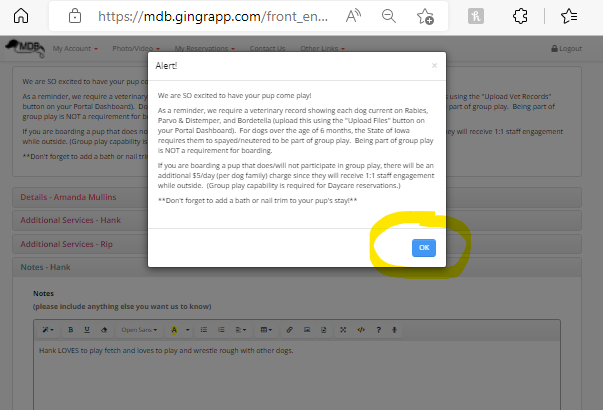 https://mdb.gingrapp.com/front_en...
MDB My Account Photo/Video My Reservations Contact Us Other Links Logout
Alert!
We are SO excited to have your pup come play!
As a reminder, we require a veterinary record showing each dog current on Rabies,
Parvo & Distemper, and Bordetella (upload this using the "Upload Files" button on
your Portal Dashboard). For dogs over the age of 6 months, the State of Iowa
requires them to spayed/neutered to be part of group play. Being part of group play
is NOT a requirement for boarding.
If you are boarding a pup that does/will not participate in group play, there will be an
additional $5/day (per dog family) charge since they will receive 1:1 staff engagement
while outside. (Group play capability is required for Daycare reservations.)
**Don't forget to add a bath or nail trim to your pup's stay!**
OK
We are SO excited to have your pup co
As a reminder, we require a veterinary using the "Upload Vet Records"
button on your Portal Dashboard). Do part of group play. Being part of
group play is NOT a requirement for b
If you are boarding a pup that does no ey will receive 1:1 staff engagement
while outside. (Group play capability is
**Don't forget to add a bath or nail tri
Details - Amanda Mullins
Additional Services - Hank
Additional Services - Rip
Notes - Hank
Notes
(please include anything else you want us to know)
B U Open Sans A
Hank LOVES to play fetch and loves to play and wrestle rough with other dogs.